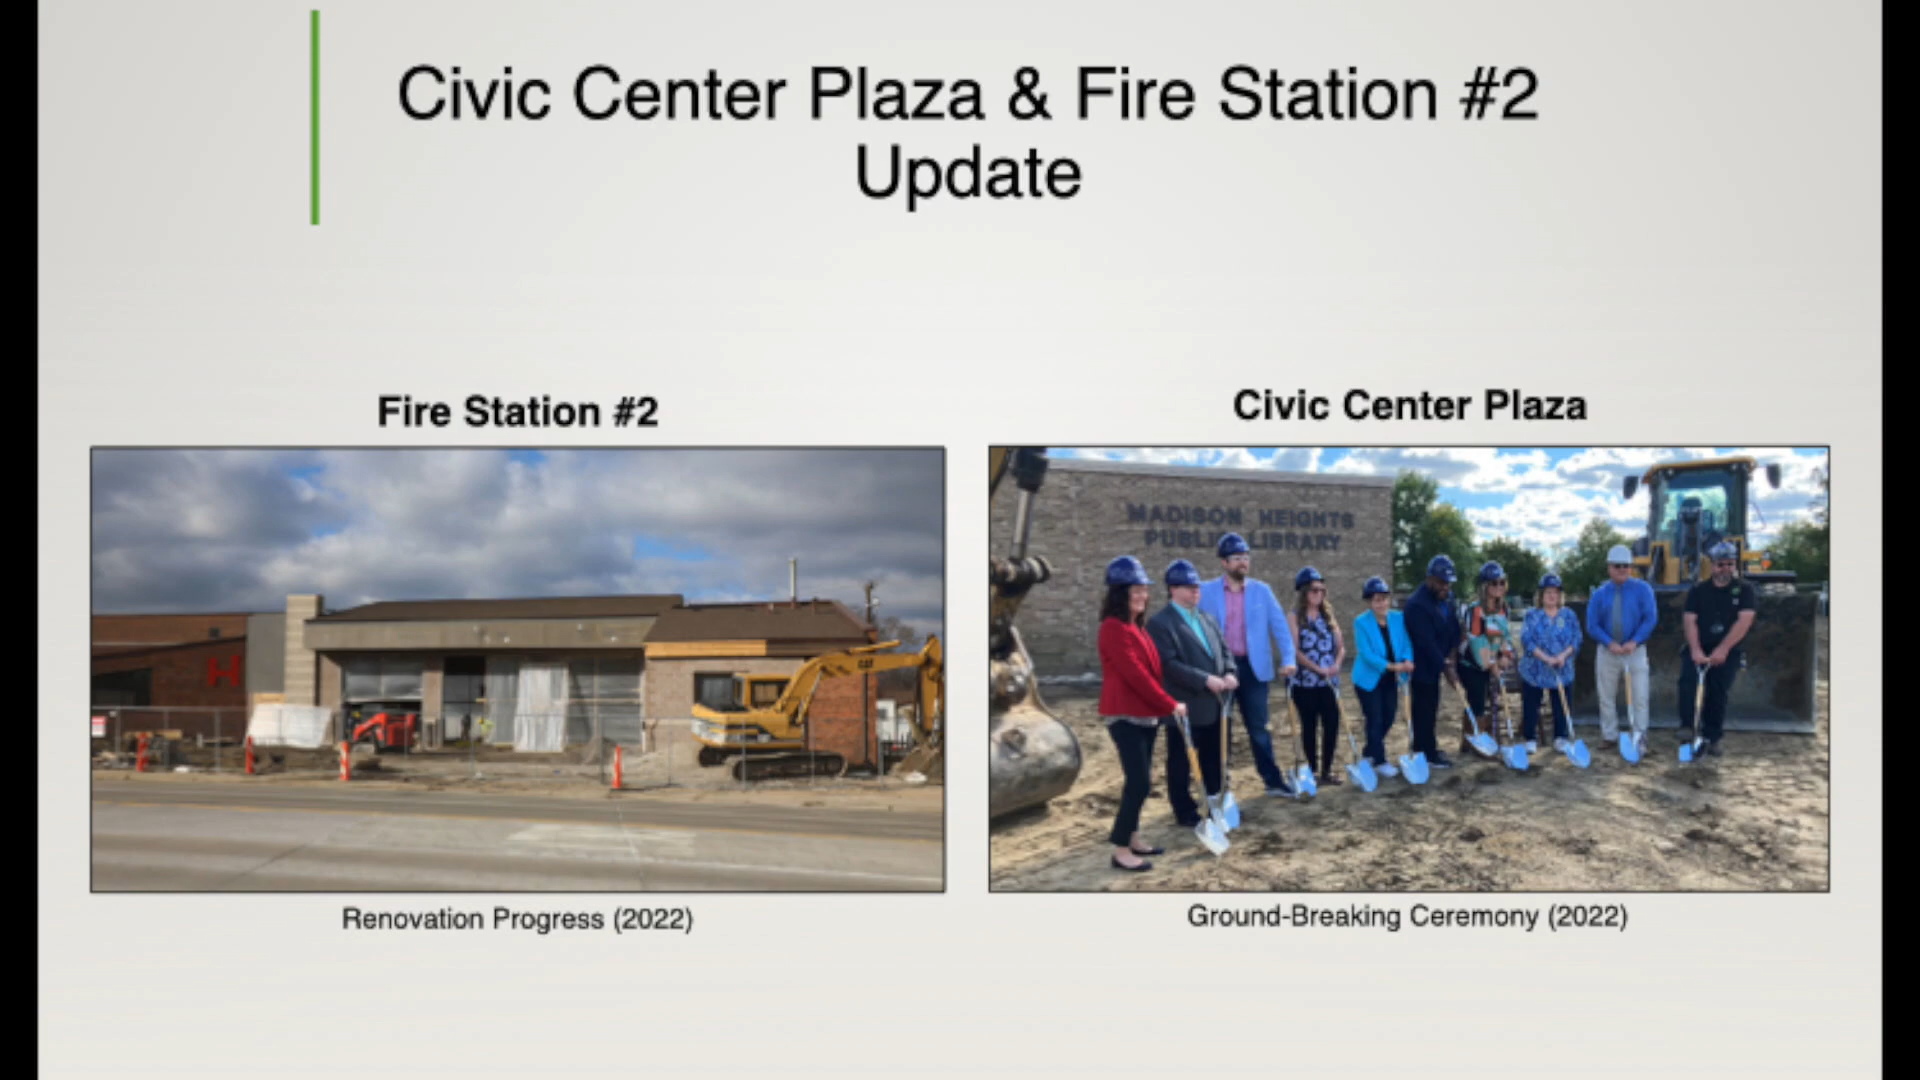 Civic Center Plaza & Fire Station #2
Update
Fire Station #2
Civic Center Plaza
H
CAT
MADISON HEIGHTS
PUBLIC LIBRARY
Renovation Progress (2022)
Ground-Breaking Ceremony (2022)